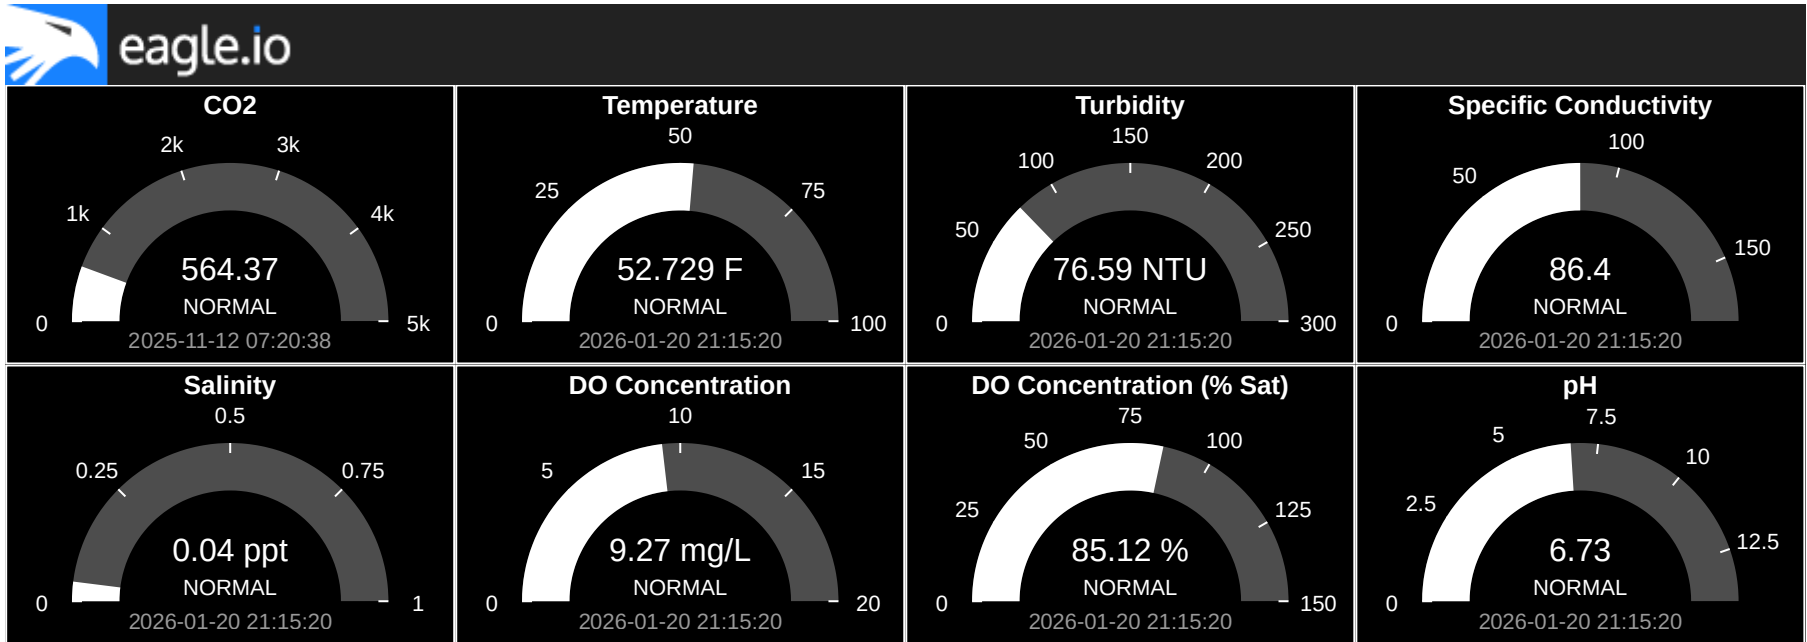 eagle.io
CO2
0
1k
2k
3k
4k
5k
564.37
NORMAL
2025-11-12 07:20:38
Temperature
0
25
50
75
100
52.729 F
NORMAL
2026-01-20 21:15:20
Turbidity
0
50
100
150
200
250
300
76.59 NTU
NORMAL
2026-01-20 21:15:20
Specific Conductivity
0
50
100
150
86.4
NORMAL
2026-01-20 21:15:20
Salinity
0
0.25
0.5
0.75
1
0.04 ppt
NORMAL
2026-01-20 21:15:20
DO Concentration
0
5
10
15
20
9.27 mg/L
NORMAL
2026-01-20 21:15:20
DO Concentration (% Sat)
0
25
50
75
100
125
150
85.12 %
NORMAL
2026-01-20 21:15:20
pH
0
2.5
5
7.5
10
12.5
6.73
NORMAL
2026-01-20 21:15:20